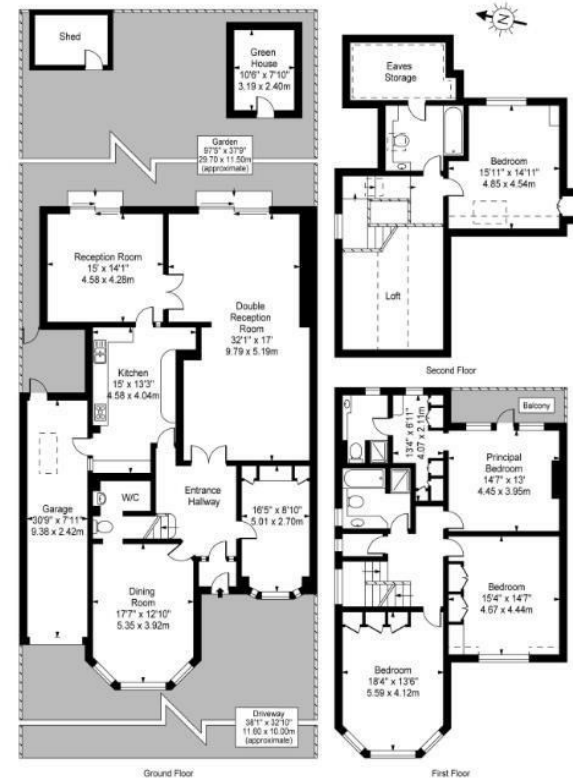 Shed
Green
House
10'6" x 7'10"
3.19 x 2.40m
Garden
97'5" x 37'9"
29.70 x 11.50m
(approximate)
Reception Room
15' x 14'1"
4.58 x 4.28m
Double
Reception
Room
32'1" x 17'
9.79 x 5.19m
Kitchen
15' x 13'3"
4.58 x 4.04m
Garage
30'9" x 7'11"
9.38 x 2.42m
W/C
Entrance
Hallway
16'5" x 8'10"
5.01 x 2.70m
Dining
Room
17'7" x 12'10"
5.35 x 3.92m
Driveway
38'1" x 32'10"
11.60 x 10.00m
(approximate)
Ground Floor
N
Eaves
Storage
Bedroom
15'11" x 14'11"
4.85 x 4.54m
Loft
Second Floor
Balcony
13'4" x 6'11"
4.07 x 2.11m
Principal
Bedroom
14'7" x 13'
4.45 x 3.95m
Bedroom
15'4" x 14'7"
4.67 x 4.44m
Bedroom
18'4" x 13'6"
5.59 x 4.12m
First Floor